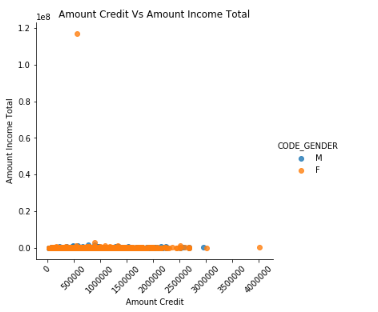 Amount Credit Vs Amount Income Total
1e8
1.2
1.0
0.8
0.6
0.4
0.2
0.0
Amount Income Total
CODE_GENDER
M
F
0
500000
1000000
1500000
2000000
2500000
3000000
3500000
4000000
Amount Credit